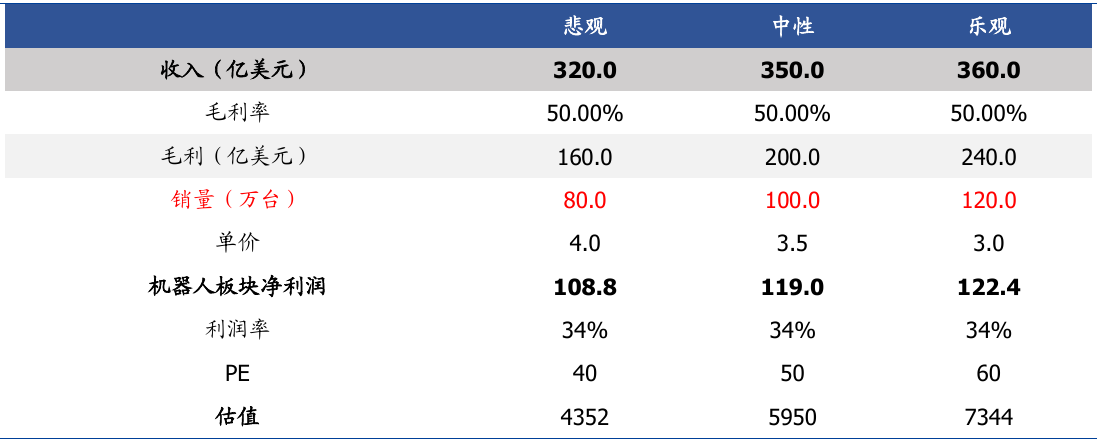 悲观 中性 乐观
收入（亿美元） 320.0 350.0 360.0
毛利率 50.00% 50.00% 50.00%
毛利（亿美元） 160.0 200.0 240.0
销量（万台） 80.0 100.0 120.0
单价 4.0 3.5 3.0
机器人板块净利润 108.8 119.0 122.4
利润率 34% 34% 34%
PE 40 50 60
估值 4352 5950 7344